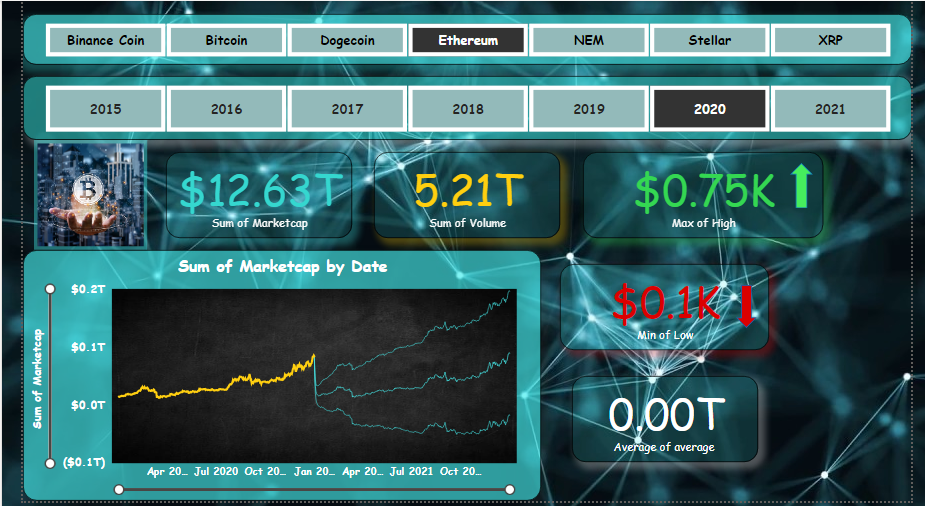 Binance Coin Bitcoin Dogecoin Ethereum NEM Stellar XRP
2015 2016 2017 2018 2019 2020 2021
$12.63T
Sum of Marketcap
5.21T
Sum of Volume
$0.75K
Max of High
Sum of Marketcap by Date
Sum of Marketcap
$0.2T
$0.1T
$0.0T
($0.1T)
Apr 20... Jul 2020 Oct 20... Jan 20... Apr 20... Jul 2021 Oct 20...
$0.1K
Min of Low
0.00T
Average of average